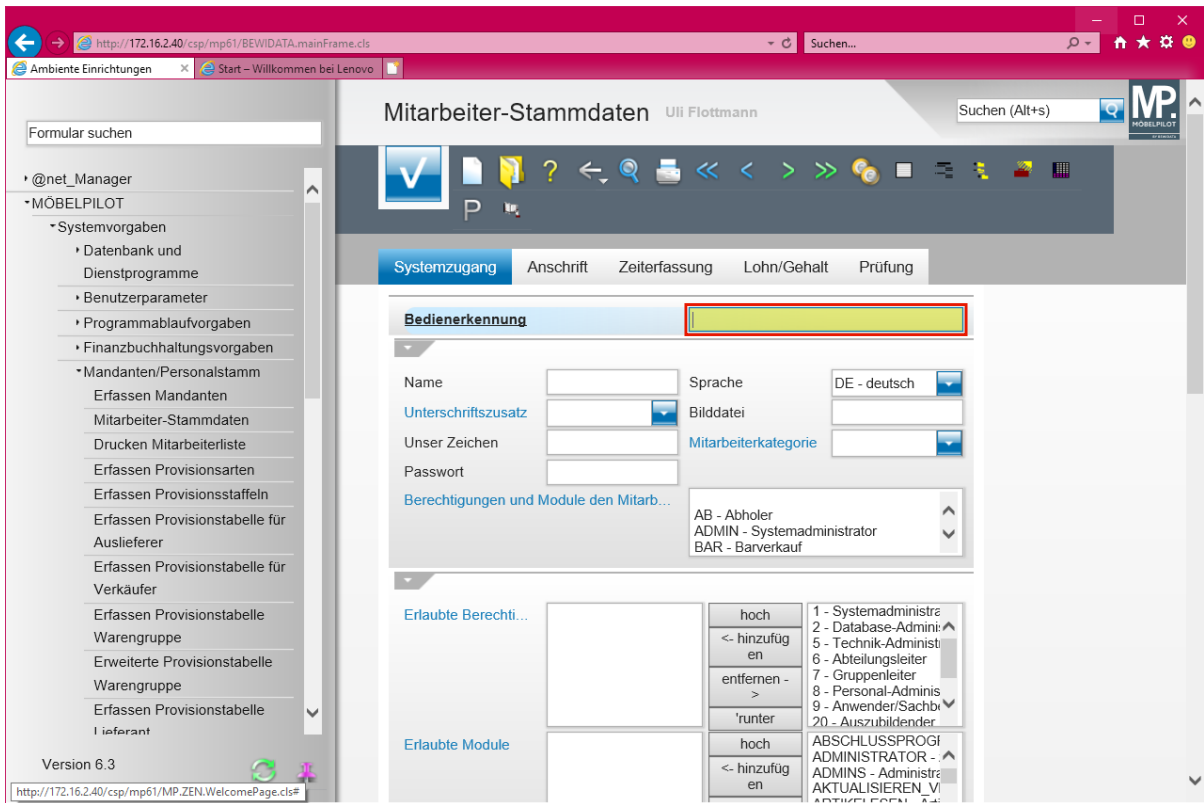 http://172.16.2.40/csp/mp61/BEWIDATA.mainFrame.cls
Suchen...
Ambiente Einrichtungen
Start – Willkommen bei Lenovo
Formular suchen
@net_Manager
MÖBELPILOT
Systemvorgaben
Datenbank und
Dienstprogramme
Benutzerparameter
Programmablaufvorgaben
Finanzbuchhaltungsvorgaben
Mandanten/Personalstamm
Erfassen Mandanten
Mitarbeiter-Stammdaten
Drucken Mitarbeiterliste
Erfassen Provisionsarten
Erfassen Provisionsstaffeln
Erfassen Provisionstabelle für
Auslieferer
Erfassen Provisionstabelle für
Verkäufer
Erfassen Provisionstabelle
Warengruppe
Erweiterte Provisionstabelle
Warengruppe
Erfassen Provisionstabelle
Lieferant
Version 6.3
http://172.16.2.40/csp/mp61/MP.ZEN.WelcomePage.cls#
Mitarbeiter-Stammdaten Uli Flottmann
Suchen (Alt+s)
MP.
MÖBELPILOT
P
Systemzugang Anschrift Zeiterfassung Lohn/Gehalt Prüfung
Bedienerkennung
Name Sprache DE - deutsch
Unterschriftszusatz Bilddatei
Unser Zeichen Mitarbeiterkategorie
Passwort
Berechtigungen und Module den Mitarb...
AB - Abholer
ADMIN - Systemadministrator
BAR - Barverkauf
Erlaubte Berechti...
hoch
<- hinzufüg
en
entfernen -
>
'runter
1 - Systemadministra
2 - Database-Adminis
5 - Technik-Administ
6 - Abteilungsleiter
7 - Gruppenleiter
8 - Personal-Adminis
9 - Anwender/Sachb
20 - Auszubildender
Erlaubte Module
hoch
<- hinzufüg
en
ABSCHLUSSPROG
ADMINISTRATOR -
ADMINS - Administra
AKTUALISIEREN_V
ARTIKELESEN - Arti